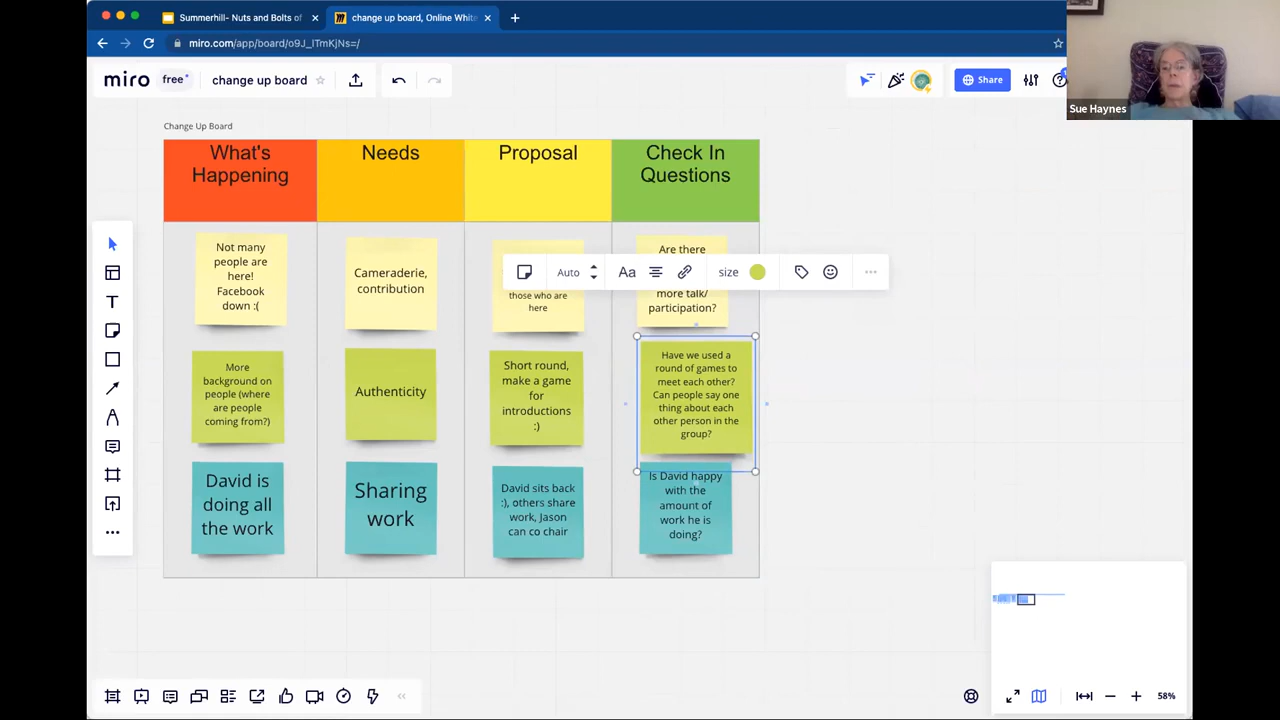 Summerhill- Nuts and Bolts of
change up board, Online White
miro.com/app/board/o9J_lTmKjNs=/
miro
free
change up board
Share
Sue Haynes
Change Up Board
What's
Happening
Needs
Proposal
Check In
Questions
Not many
people are
here!
Facebook
down :(
Cameraderie,
contribution
those who are
here
Are there
more talk/
participation?
Auto
Aa
size
More
background on
people (where
are people
coming from?)
Authenticity
Short round,
make a game
for
introductions
:)
Have we used a
round of games to
meet each other?
Can people say one
thing about each
other person in the
group?
David is
doing all
the work
Sharing
work
David sits back
:), others share
work, Jason
can co chair
Is David happy
with the
amount of
work he is
doing?
58%